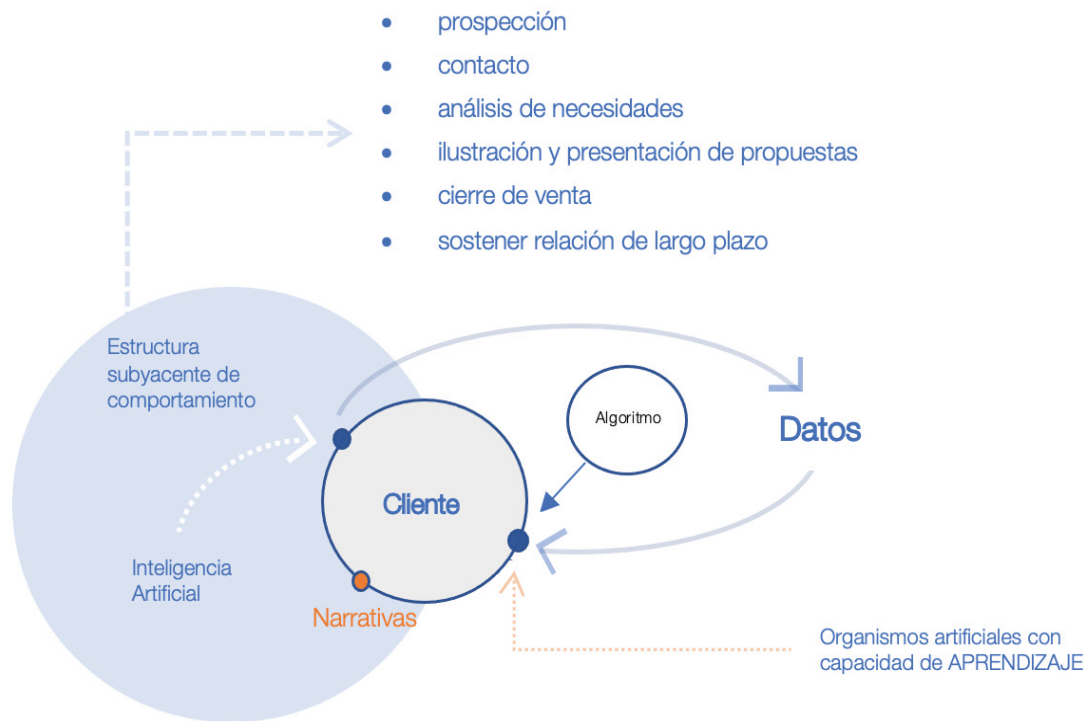 • prospección
• contacto
• análisis de necesidades
• ilustración y presentación de propuestas
• cierre de venta
• sostener relación de largo plazo
Estructura
subyacente de
comportamiento
Algoritmo
Datos
Cliente
Inteligencia
Artificial
Narrativas
Organismos artificiales con
capacidad de APRENDIZAJE